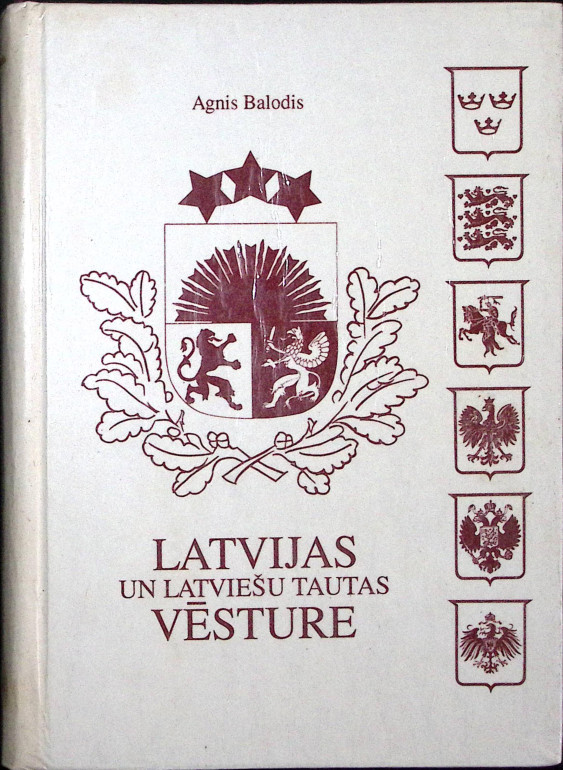 Agnis Balodis
LATVIJAS
UN LATVIEŠU TAUTAS
VĒSTURE